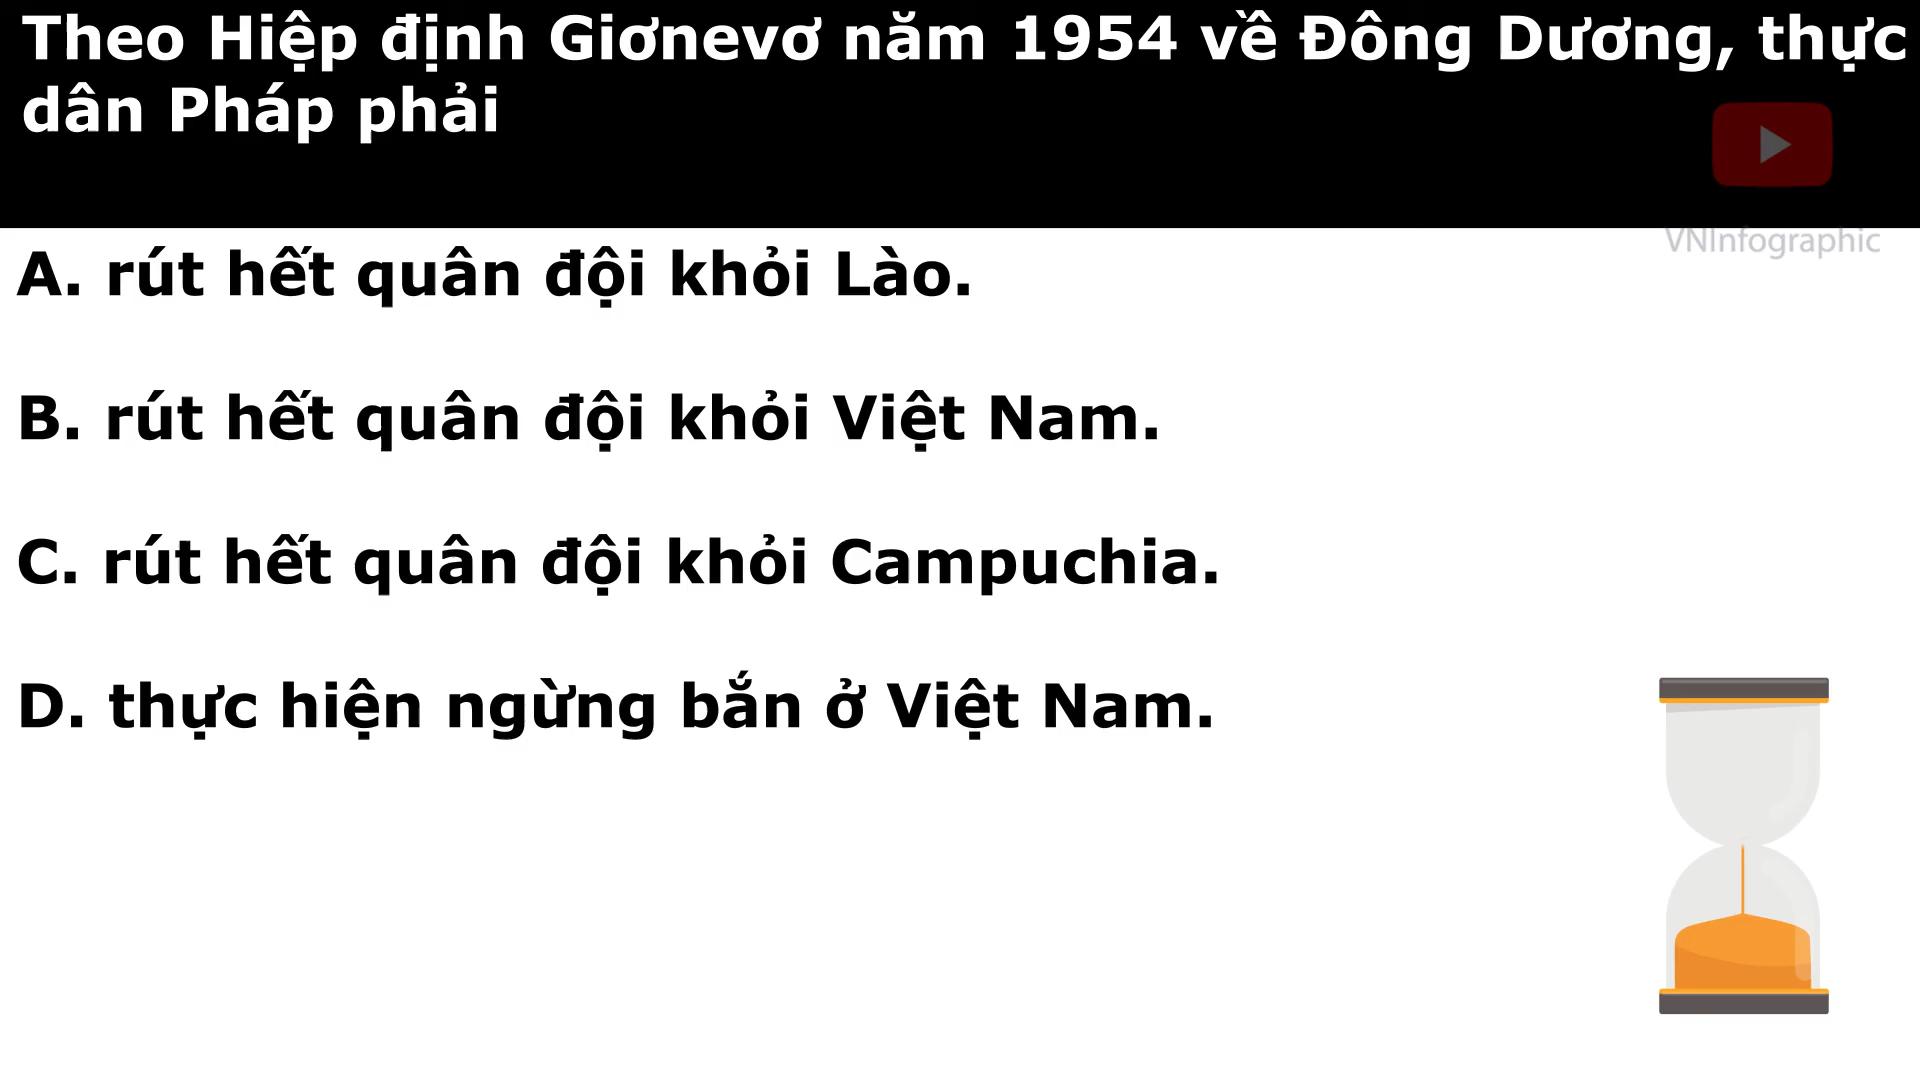 Theo Hiệp định Giơnevơ năm 1954 về Đông Dương, thực
dân Pháp phải
VNInfographic
A. rút hết quân đội khỏi Lào.
B. rút hết quân đội khỏi Việt Nam.
C. rút hết quân đội khỏi Campuchia.
D. thực hiện ngừng bắn ở Việt Nam.